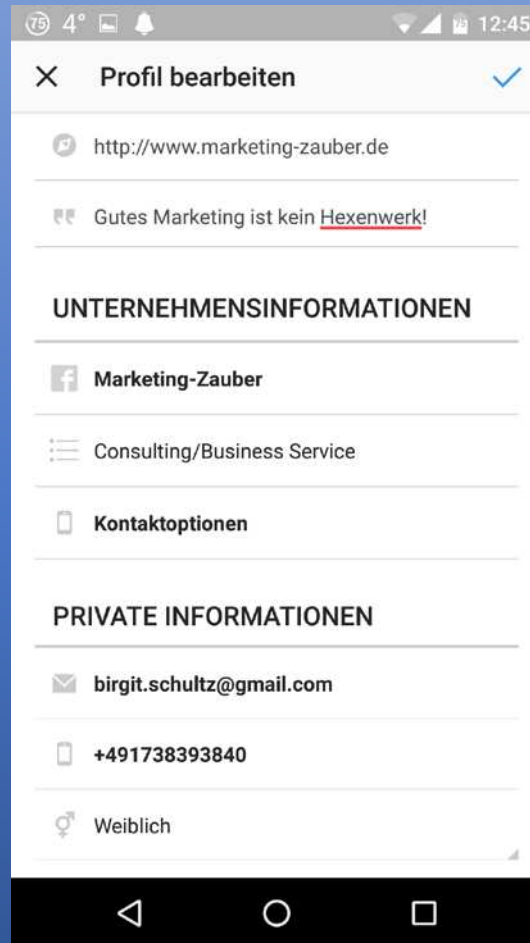 75 4° 12:45
Profil bearbeiten
http://www.marketing-zauber.de
Gutes Marketing ist kein Hexenwerk!
UNTERNEHMENSINFORMATIONEN
Marketing-Zauber
Consulting/Business Service
Kontaktoptionen
PRIVATE INFORMATIONEN
birgit.schultz@gmail.com
+491738393840
Weiblich